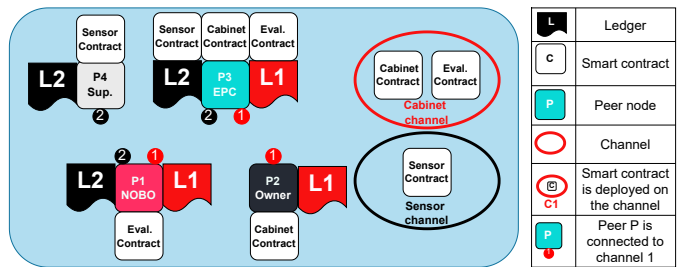 Sensor
Contract
L2
P4
Sup.
2
Sensor
Contract
Cabinet
Contract
Eval.
Contract
L2
P3
EPC
L1
2
1
Cabinet
Contract
Eval.
Contract
Cabinet
channel
2
1
L2
P1
NOBO
L1
Eval.
Contract
1
P2
Owner
L1
Cabinet
Contract
Sensor
Contract
Sensor
channel
L
Ledger
C
Smart contract
P
Peer node
Channel
C
C1
Smart contract
is deployed on
the channel
P
1
Peer P is
connected to
channel 1